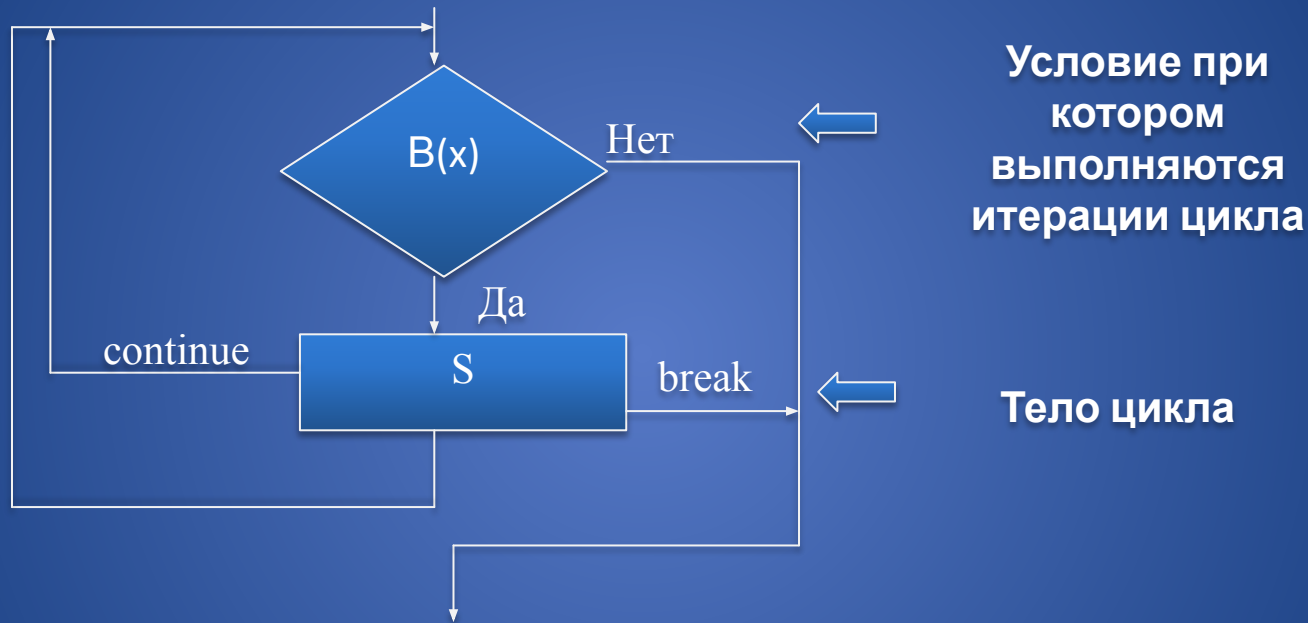 B(x)
Нет
Условие при
котором
выполняются
итерации цикла
Да
continue
S
break
Тело цикла